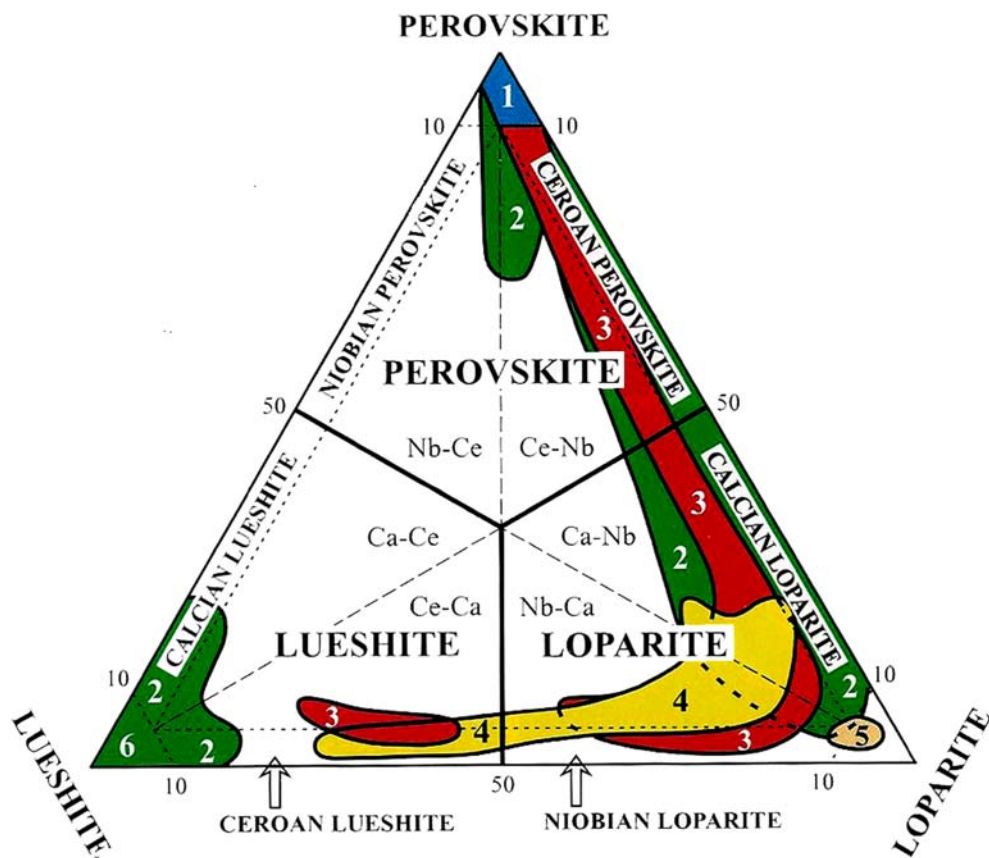 PEROVSKITE
1
10
10
NIOBIAN PEROVSKITE
CEROAN PEROVSKITE
2
3
PEROVSKITE
50
50
Nb-Ce
Ce-Nb
CALCIAN LUESHITE
CALCIAN LOPARITE
3
Ca-Ce
Ca-Nb
2
Ce-Ca
Nb-Ca
LUESHITE
LOPARITE
10
2
10
2
3
4
4
3
5
6
2
LUESHITE
10
50
10
LOPARITE
CEROAN LUESHITE
NIOBIAN LOPARITE